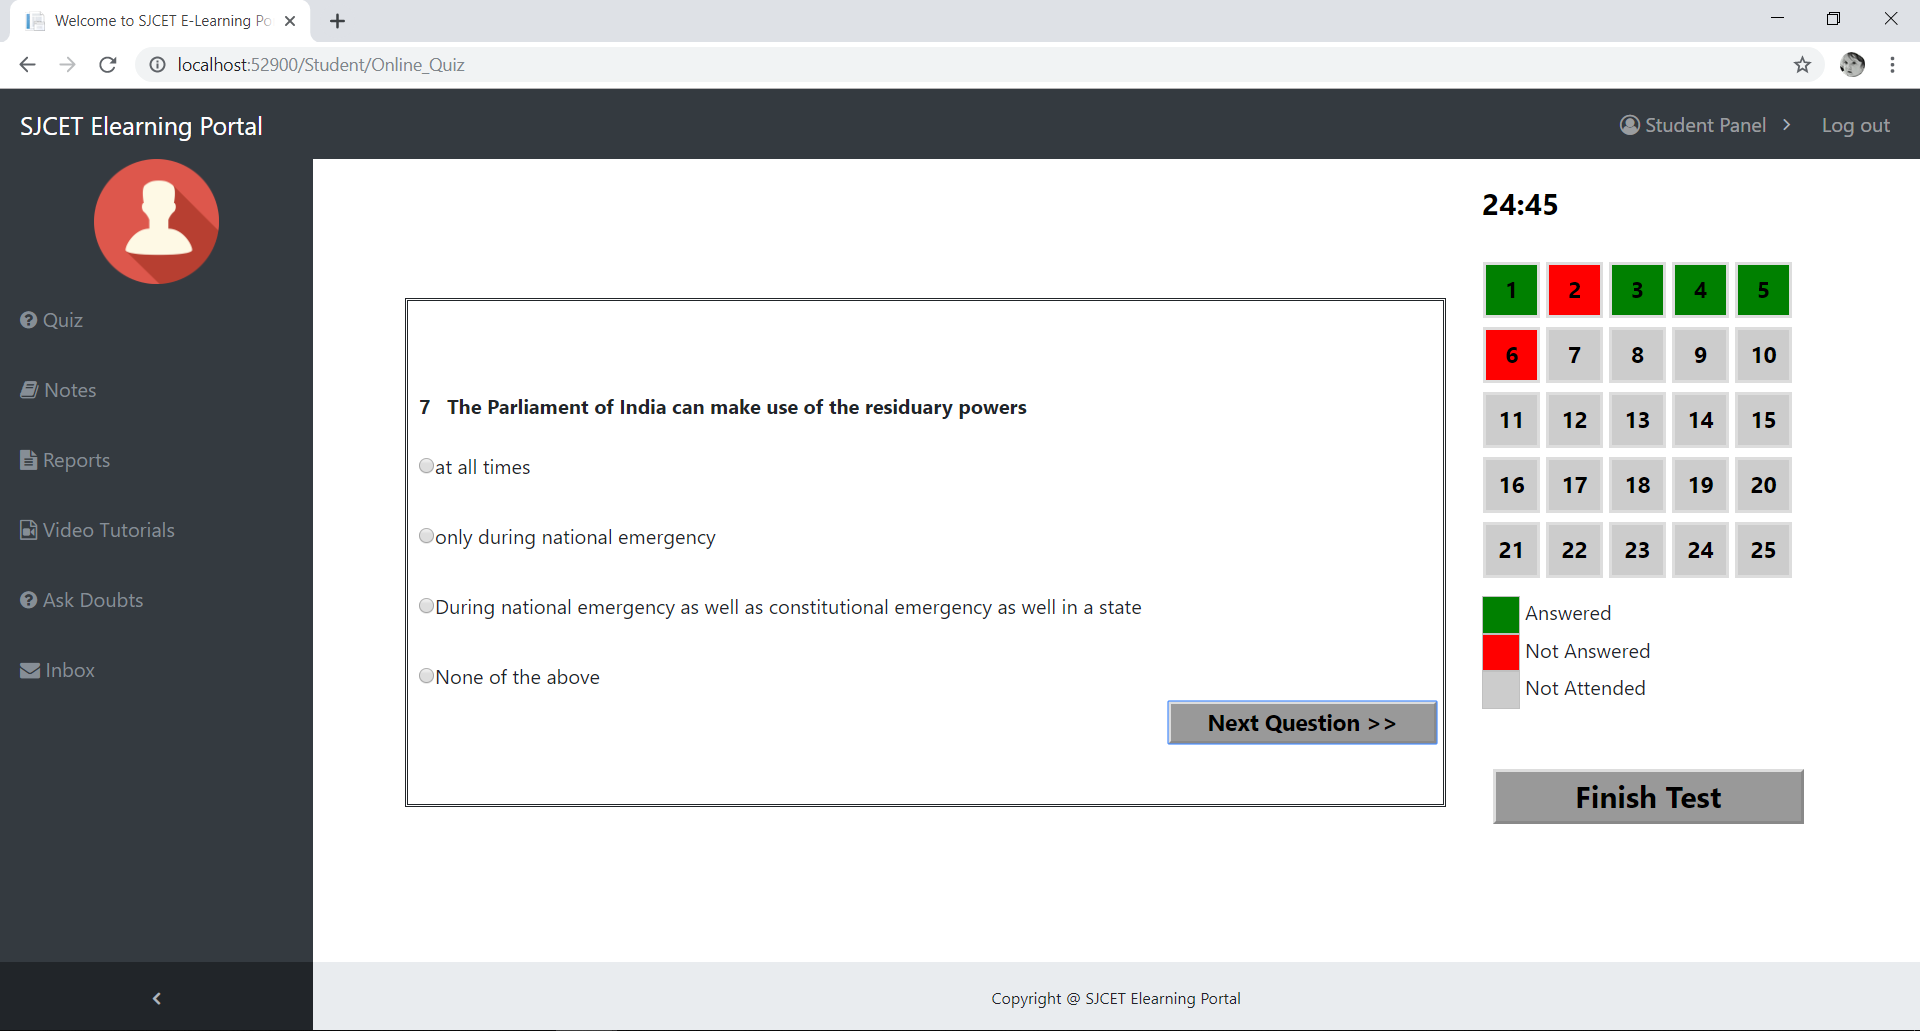 Welcome to SJCET E-Learning Po
localhost:52900/Student/Online_Quiz
SJCET Elearning Portal
Student Panel
Log out
Quiz
Notes
Reports
Video Tutorials
Ask Doubts
Inbox
7 The Parliament of India can make use of the residuary powers
at all times
only during national emergency
During national emergency as well as constitutional emergency as well in a state
None of the above
Next Question >>
24:45
1 2 3 4 5
6 7 8 9 10
11 12 13 14 15
16 17 18 19 20
21 22 23 24 25
Answered
Not Answered
Not Attended
Finish Test
Copyright @ SJCET Elearning Portal